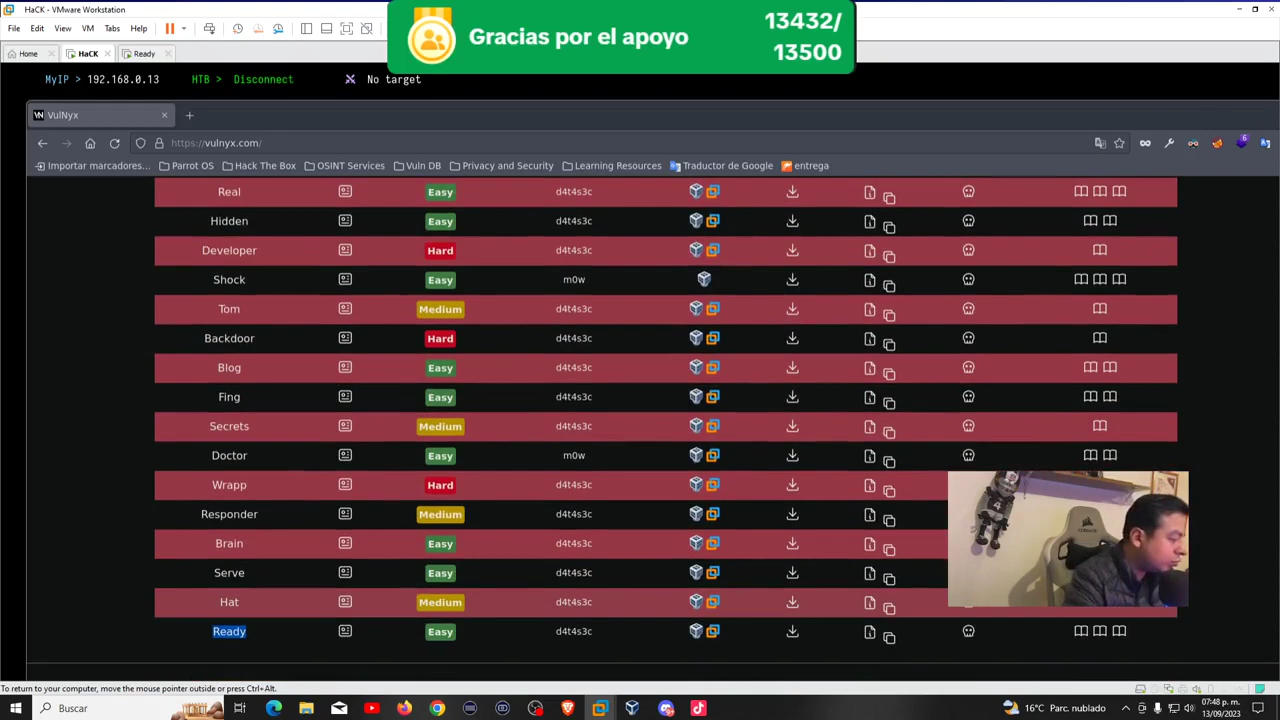 HaCK - VMware Workstation
File Edit View VM Tabs Help
Gracias por el apoyo
13432/
13500
Home HaCK Ready
MyIP > 192.168.0.13 HTB > Disconnect No target
VN VulNyx
https://vulnyx.com/
Importar marcadores... Parrot OS Hack The Box OSINT Services Vuln DB Privacy and Security Learning Resources Traductor de Google entrega
6
Real Easy d4t4s3c
Hidden Easy d4t4s3c
Developer Hard d4t4s3c
Shock Easy m0w
Tom Medium d4t4s3c
Backdoor Hard d4t4s3c
Blog Easy d4t4s3c
Fing Easy d4t4s3c
Secrets Medium d4t4s3c
Doctor Easy m0w
Wrapp Hard d4t4s3c
Responder Medium d4t4s3c
Brain Easy d4t4s3c
Serve Easy d4t4s3c
Hat Medium d4t4s3c
Ready Easy d4t4s3c
To return to your computer, move the mouse pointer outside or press Ctrl+Alt.
Buscar
16°C Parc. nublado
07:48 p. m.
13/09/2023